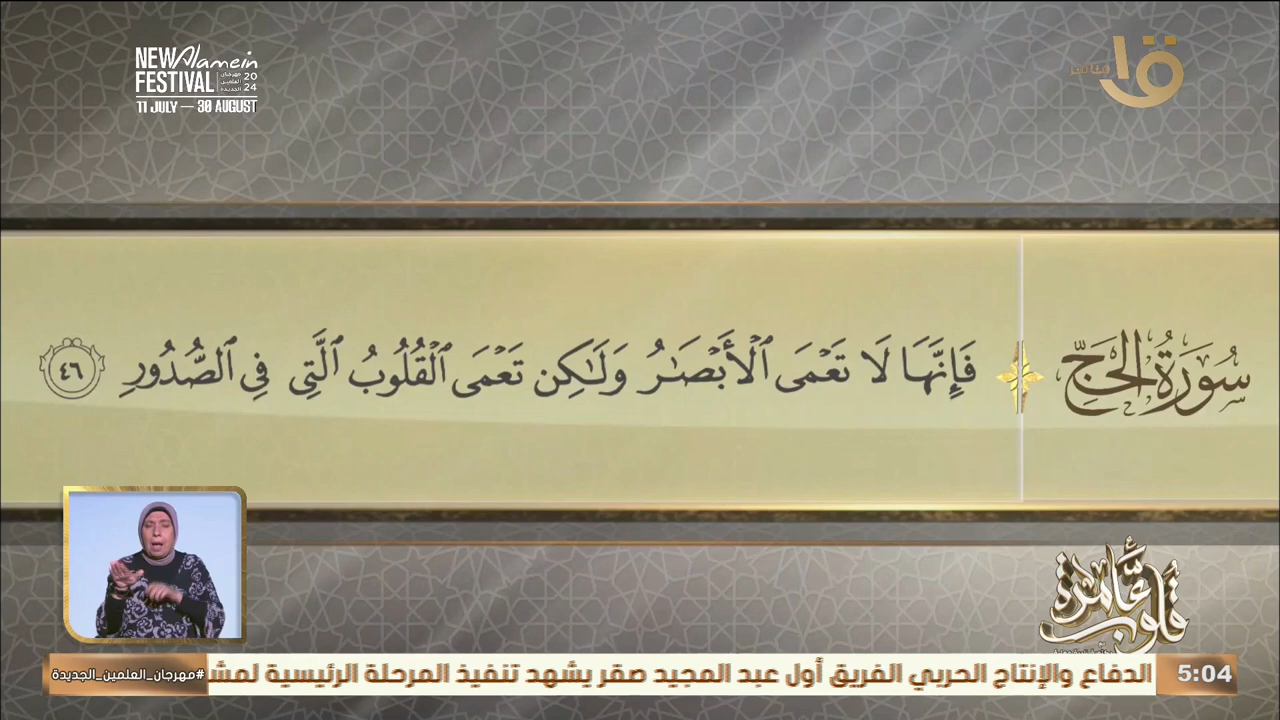 NEW Alamein
FESTIVAL
مهرجان
العلمين
الجديدة
20
24
11 JULY — 30 AUGUST
مباشر
سُورَةُ الحَجِّ
فَإِنَّهَا لَا تَعْمَى ٱلْأَبْصَـٰرُ وَلَـٰكِن تَعْمَى ٱلْقُلُوبُ ٱلَّتِى فِى ٱلصُّدُورِ ٤٦
قلوب عامرة
5:04
الدفاع والإنتاج الحربي الفريق أول عبد المجيد صقر يشهد تنفيذ المرحلة الرئيسية لمش
#مهرجان_العلمين_الجديدة